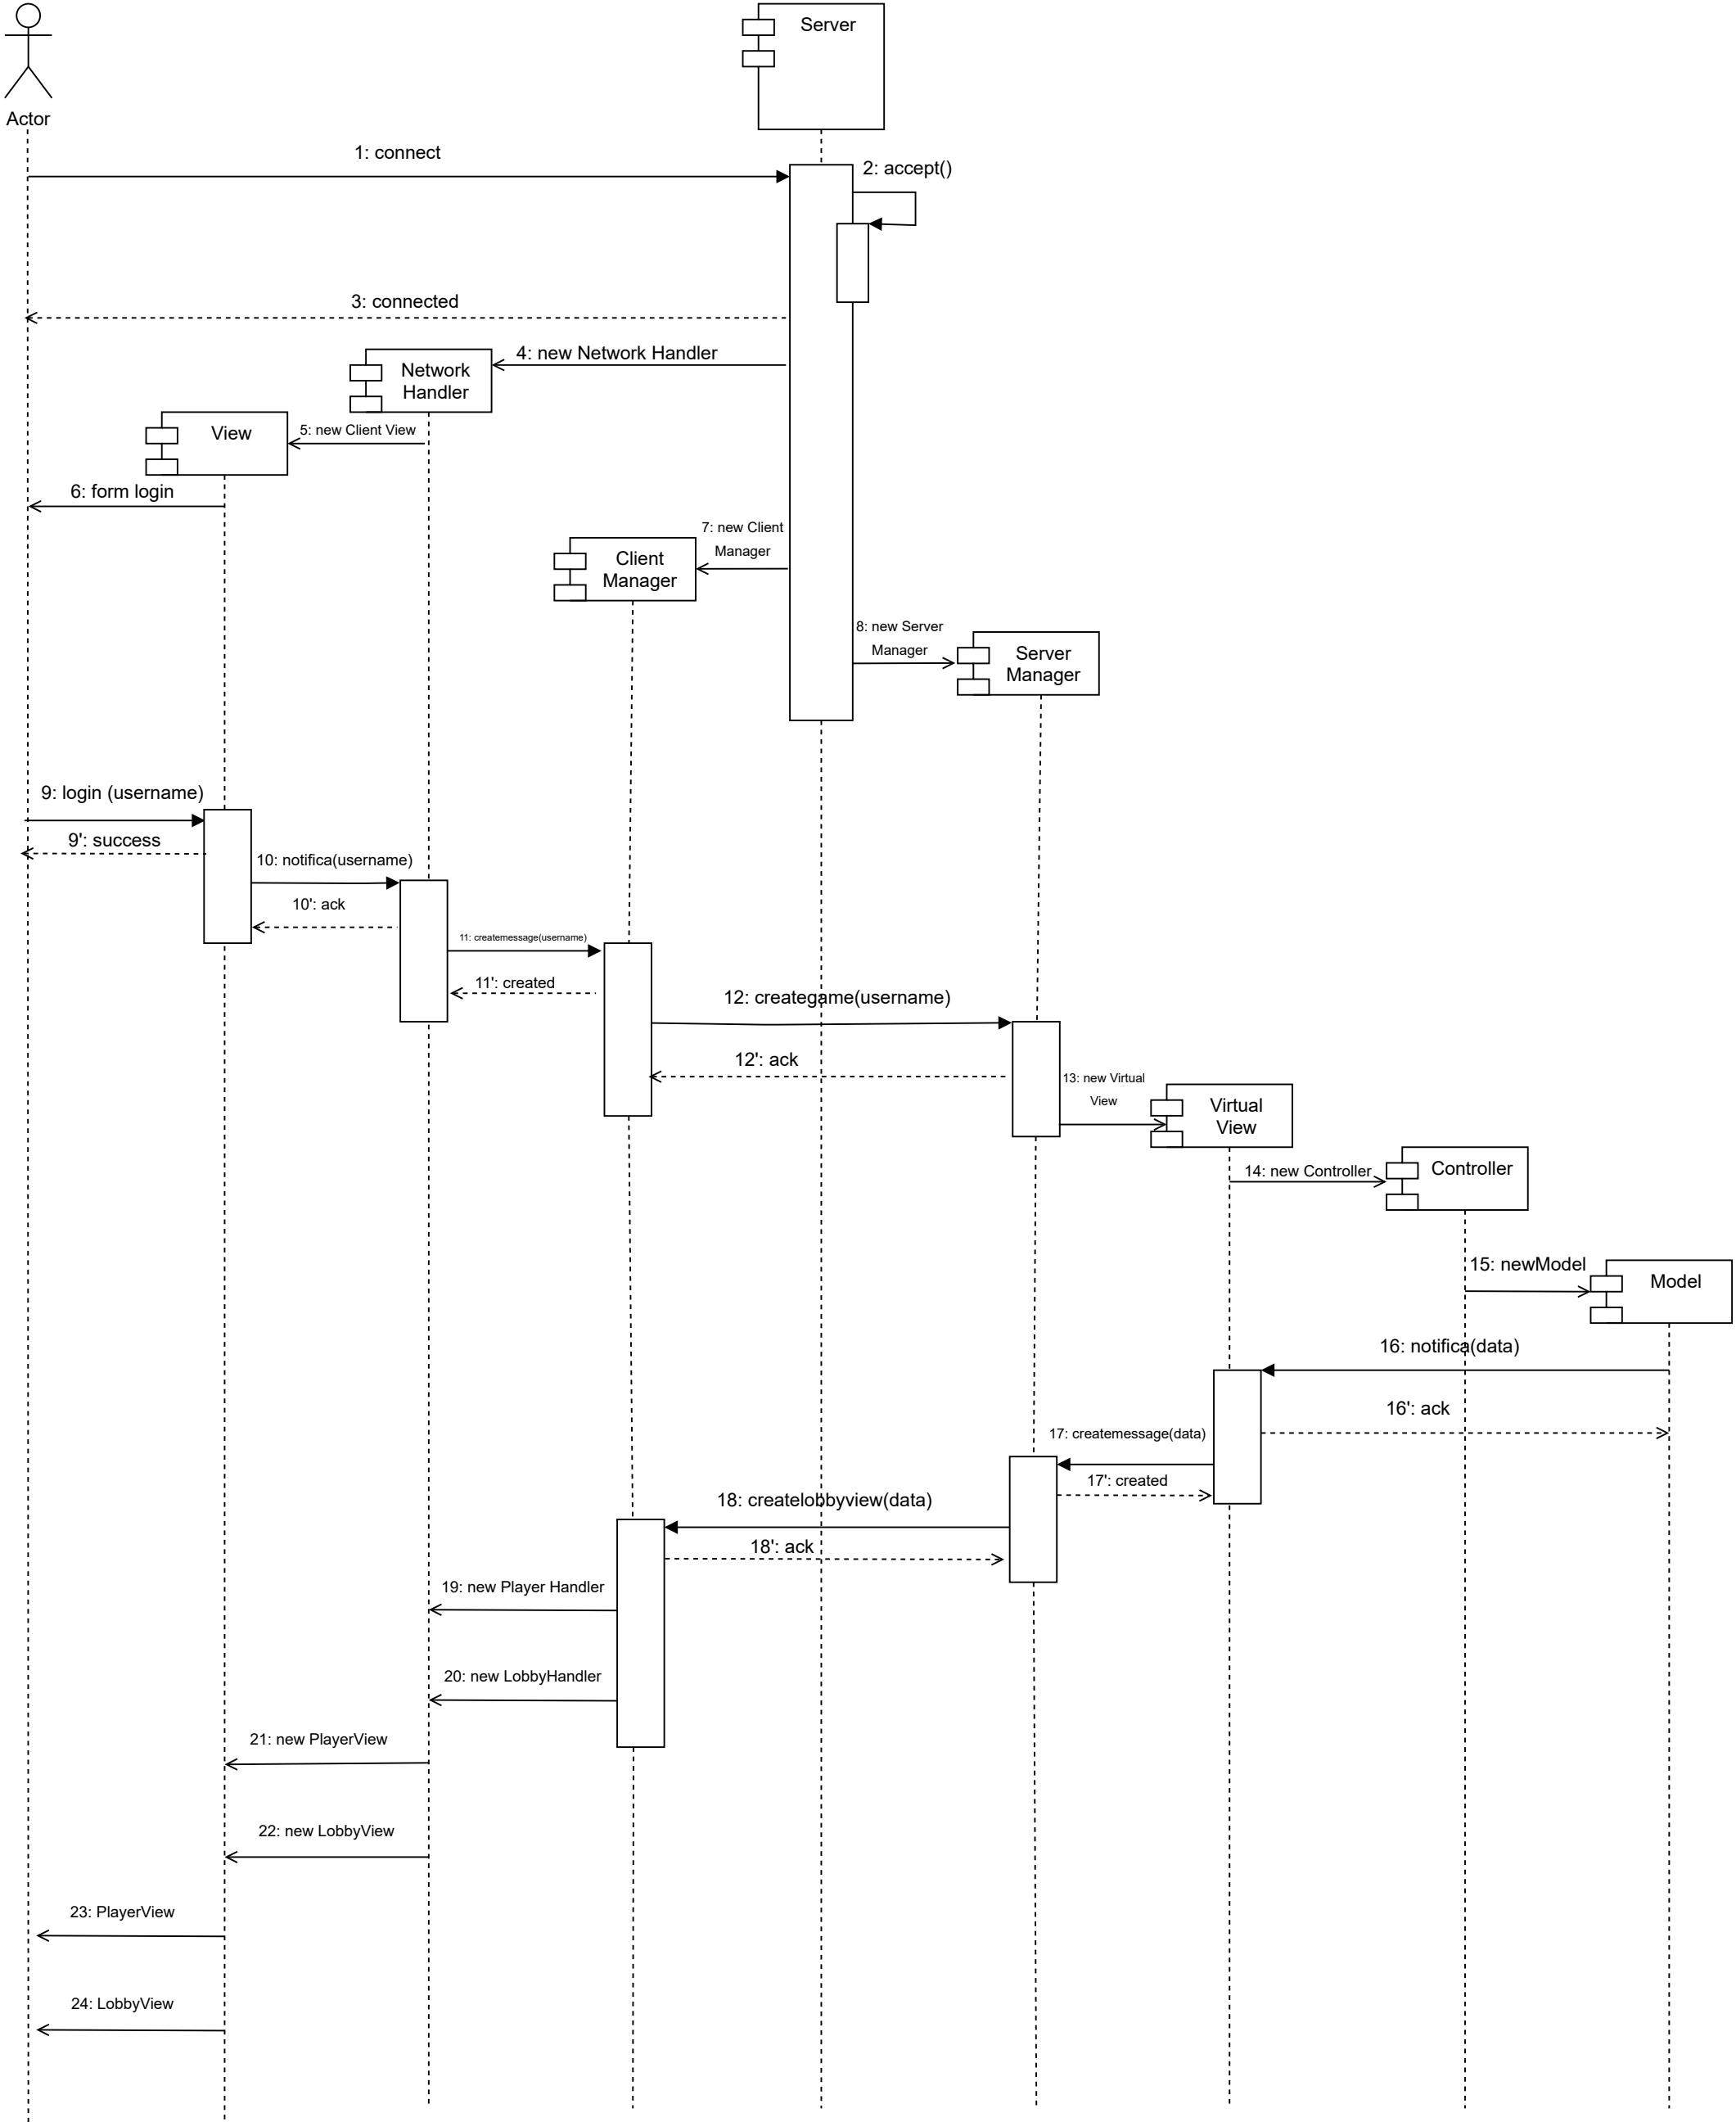 Server
Actor
1: connect
2: accept()
3: connected
4: new Network Handler
Network
Handler
View
5: new Client View
6: form login
7: new Client
Manager
Client
Manager
8: new Server
Manager
Server
Manager
9: login (username)
9': success
10: notifica(username)
10': ack
11: createmessage(username)
11': created
12: creategame(username)
12': ack
13: new Virtual
View
Virtual
View
14: new Controller
Controller
15: newModel
Model
16: notifica(data)
16': ack
17: createmessage(data)
17': created
18: createlobbyview(data)
18': ack
19: new Player Handler
20: new LobbyHandler
21: new PlayerView
22: new LobbyView
23: PlayerView
24: LobbyView